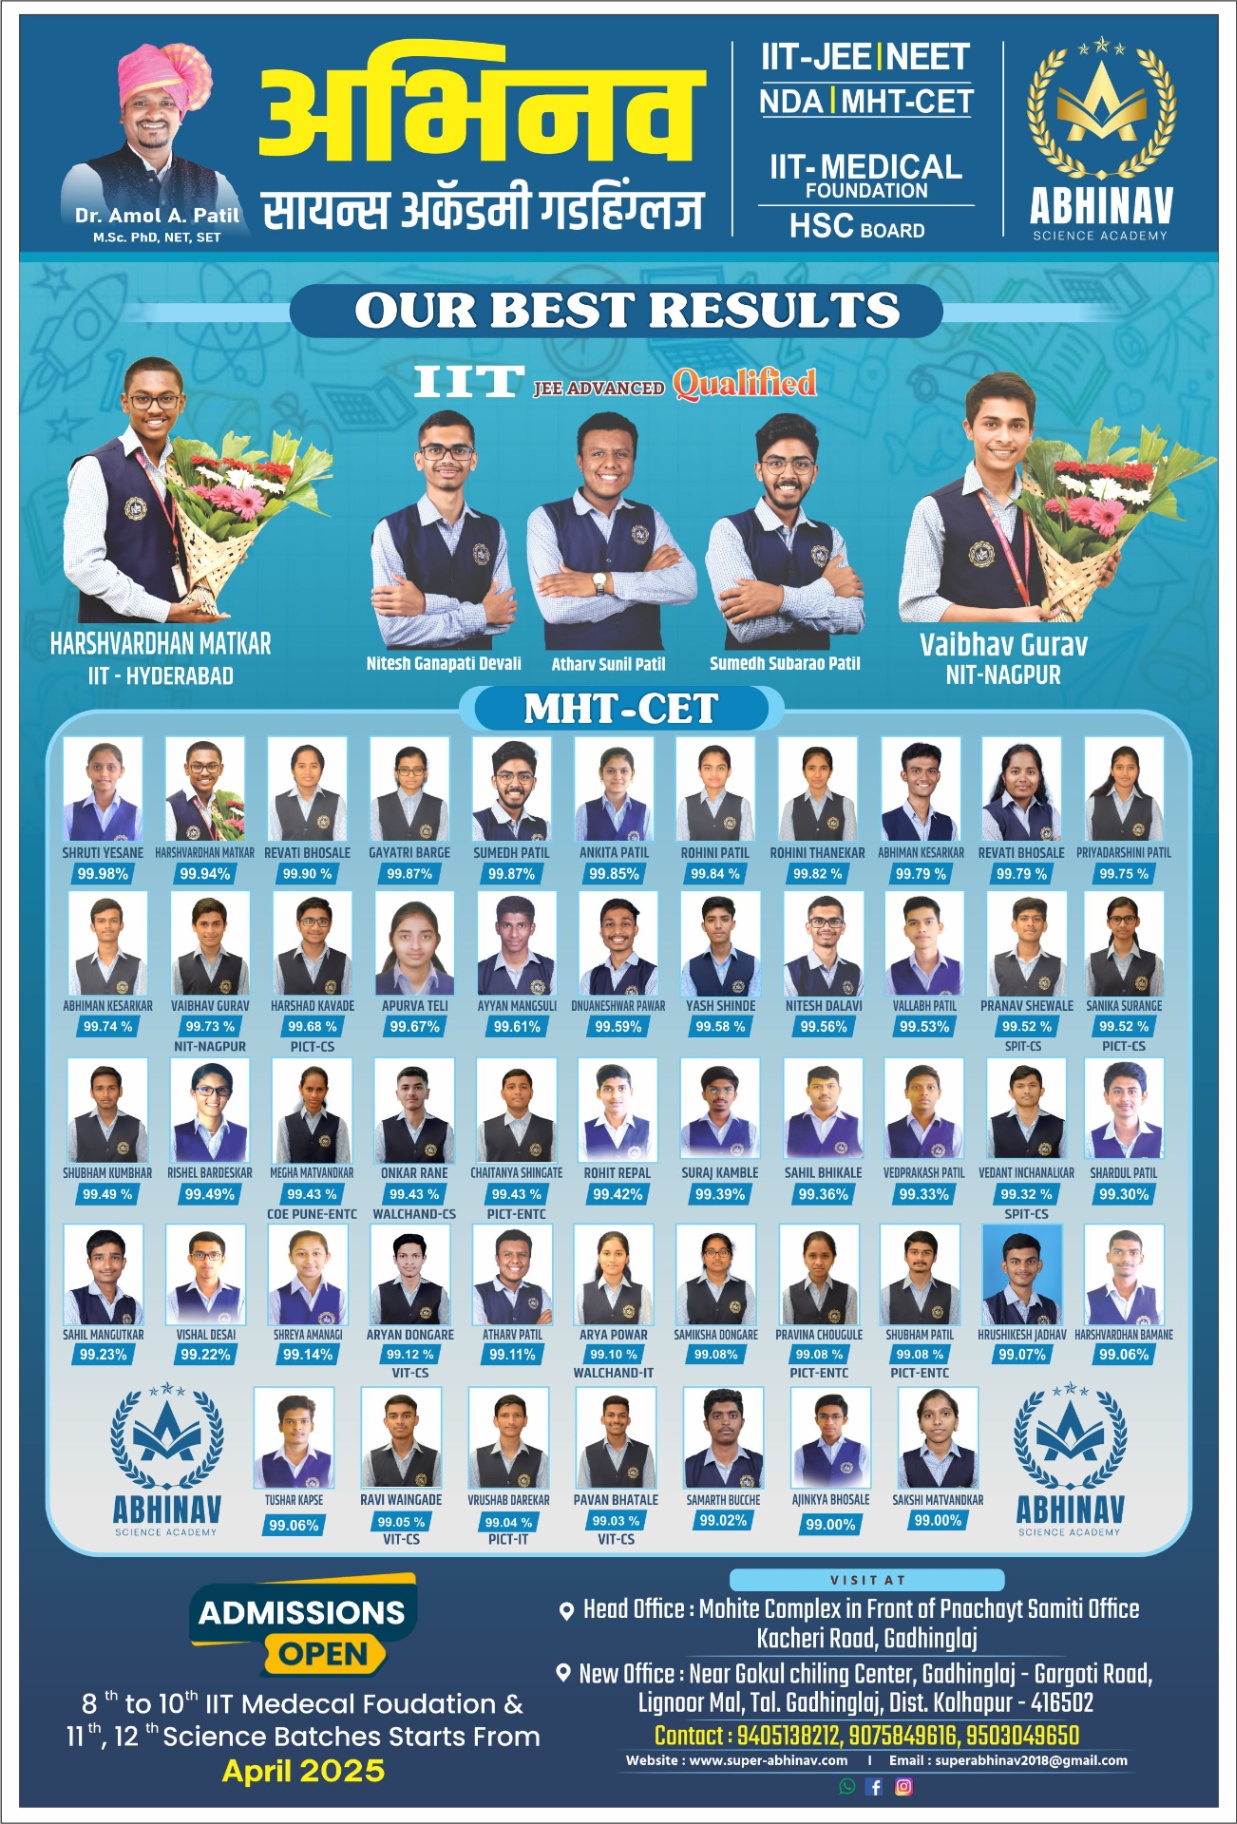 अभिनव
सायन्स अकॅडमी गडहिंग्लज
Dr. Amol A. Patil
M.Sc. PhD, NET, SET
IIT-JEE|NEET
NDA|MHT-CET
IIT-MEDICAL
FOUNDATION
HSC BOARD
ABHINAV
SCIENCE ACADEMY
OUR BEST RESULTS
IIT JEE ADVANCED Qualified
HARSHVARDHAN MATKAR
IIT - HYDERABAD
Nitesh Ganapati Devali
Atharv Sunil Patil
Sumedh Subarao Patil
Vaibhav Gurav
NIT-NAGPUR
MHT-CET
SHRUTI YESANE HARSHVARDHAN MATKAR REVATI BHOSALE GAYATRI BARGE SUMEDH PATIL ANKITA PATIL ROHINI PATIL ROHINI THANEKAR ABHIMAN KESARKAR REVATI BHOSALE PRIYADARSHINI PATIL
99.98% 99.94% 99.90 % 99.87% 99.87% 99.85% 99.84 % 99.82 % 99.79 % 99.79 % 99.75 %
ABHIMAN KESARKAR VAIBHAV GURAV HARSHAD KAVADE APURVA TELI AYYAN MANGSULI DNUANESHWAR PAWAR YASH SHINDE NITESH DALAVI VALLABH PATIL PRANAV SHEWALE SANIKA SURANGE
99.74 % 99.73 % 99.68 % 99.67% 99.61% 99.59% 99.58 % 99.56% 99.53% 99.52 % 99.52 %
NIT-NAGPUR PICT-CS SPIT-CS PICT-CS
SHUBHAM KUMBHAR RISHEL BARDESKAR MEGHA MATVANDKAR ONKAR RANE CHAITANYA SHINGATE ROHIT REPAL SURAJ KAMBLE SAHIL BHIKALE VEDPRAKASH PATIL VEDANT INCHANALKAR SHARDUL PATIL
99.49 % 99.49% 99.43 % 99.43 % 99.43 % 99.42% 99.39% 99.36% 99.33% 99.32 % 99.30%
COE PUNE-ENTC WALCHAND-CS PICT-ENTC SPIT-CS
SAHIL MANGUTKAR VISHAL DESAI SHREYA AMANAGI ARYAN DONGARE ATHARV PATIL ARYA POWAR SAMIKSHA DONGARE PRAVINA CHOUGULE SHUBHAM PATIL HRUSHIKESH JADHAV HARSHVARDHAN BAMANE
99.23% 99.22% 99.14% 99.12 % 99.11% 99.10 % 99.08% 99.08 % 99.08 % 99.07% 99.06%
VIT-CS WALCHAND-IT PICT-ENTC PICT-ENTC
TUSHAR KAPSE RAVI WAINGADE VRUSHAB DAREKAR PAVAN BHATALE SAMARTH BUCCHE AJINKYA BHOSALE SAKSHI MATVANDKAR
99.06% 99.05 % 99.04 % 99.03 % 99.02% 99.00% 99.00%
VIT-CS PICT-IT VIT-CS
ABHINAV
SCIENCE ACADEMY
ABHINAV
SCIENCE ACADEMY
ADMISSIONS
OPEN
8 th to 10th IIT Medecal Foudation &
11th, 12 th Science Batches Starts From
April 2025
VISIT AT
Head Office : Mohite Complex in Front of Pnachayt Samiti Office
Kacheri Road, Gadhinglaj
New Office : Near Gokul chiling Center, Gadhinglaj - Gargoti Road,
Lignoor Mal, Tal. Gadhinglaj, Dist. Kolhapur - 416502
Contact : 9405138212, 9075849616, 9503049650
Website : www.super-abhinav.com | Email : superabhinav2018@gmail.com